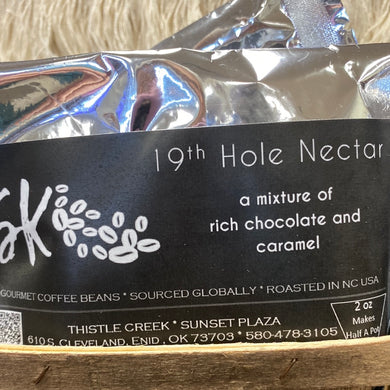 19th Hole Nectar
a mixture of
rich chocolate and
caramel
GOURMET COFFEE BEANS * SOURCED GLOBALLY * ROASTED IN NC USA
THISTLE CREEK * SUNSET PLAZA
610 S. CLEVELAND, ENID, OK 73703 * 580-478-3105
2 oz
Makes
Half A Pot